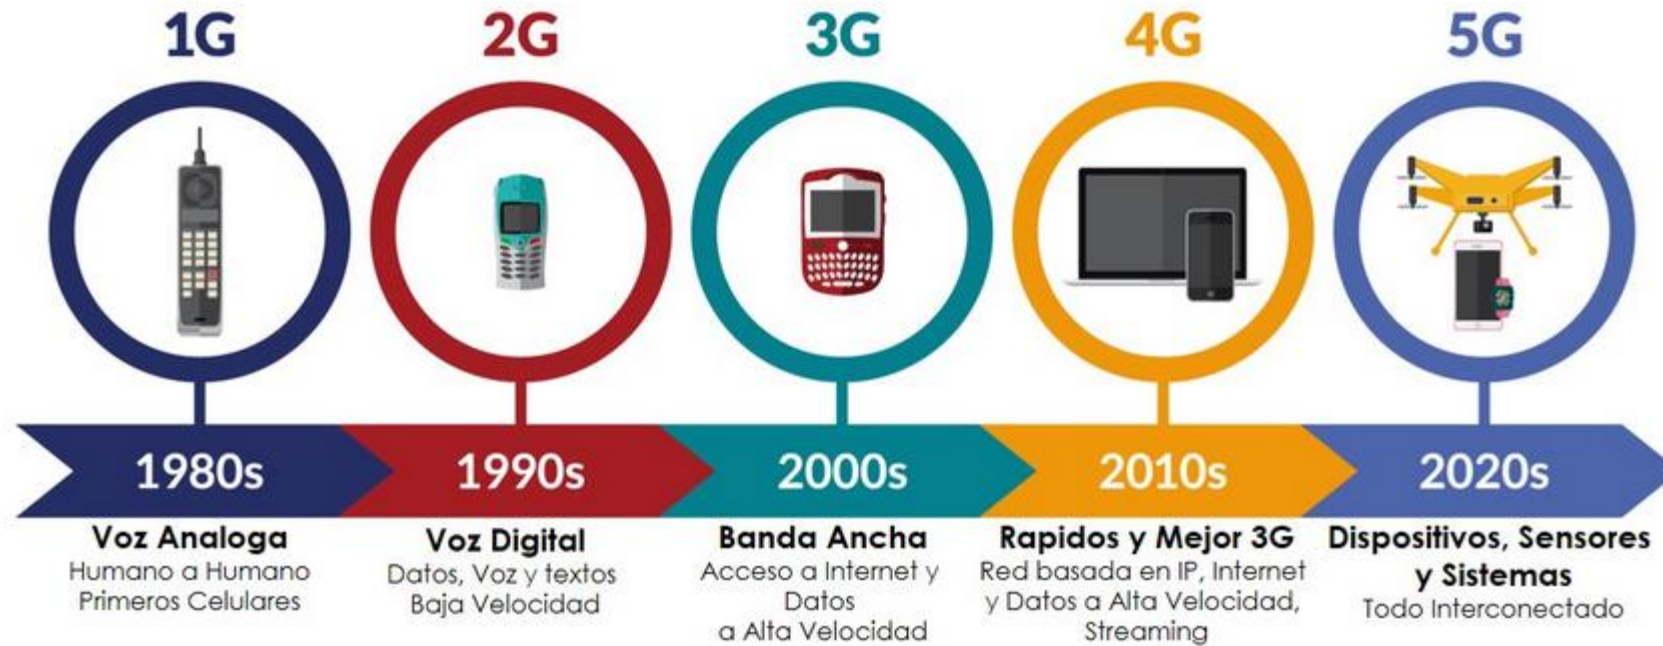 1G
2G
3G
4G
5G
1980s
1990s
2000s
2010s
2020s
Voz Analoga
Humano a Humano
Primeros Celulares
Voz Digital
Datos, Voz y textos
Baja Velocidad
Banda Ancha
Acceso a Internet y
Datos
a Alta Velocidad
Rapidos y Mejor 3G
Red basada en IP, Internet
y Datos a Alta Velocidad,
Streaming
Dispositivos, Sensores
y Sistemas
Todo Interconectado